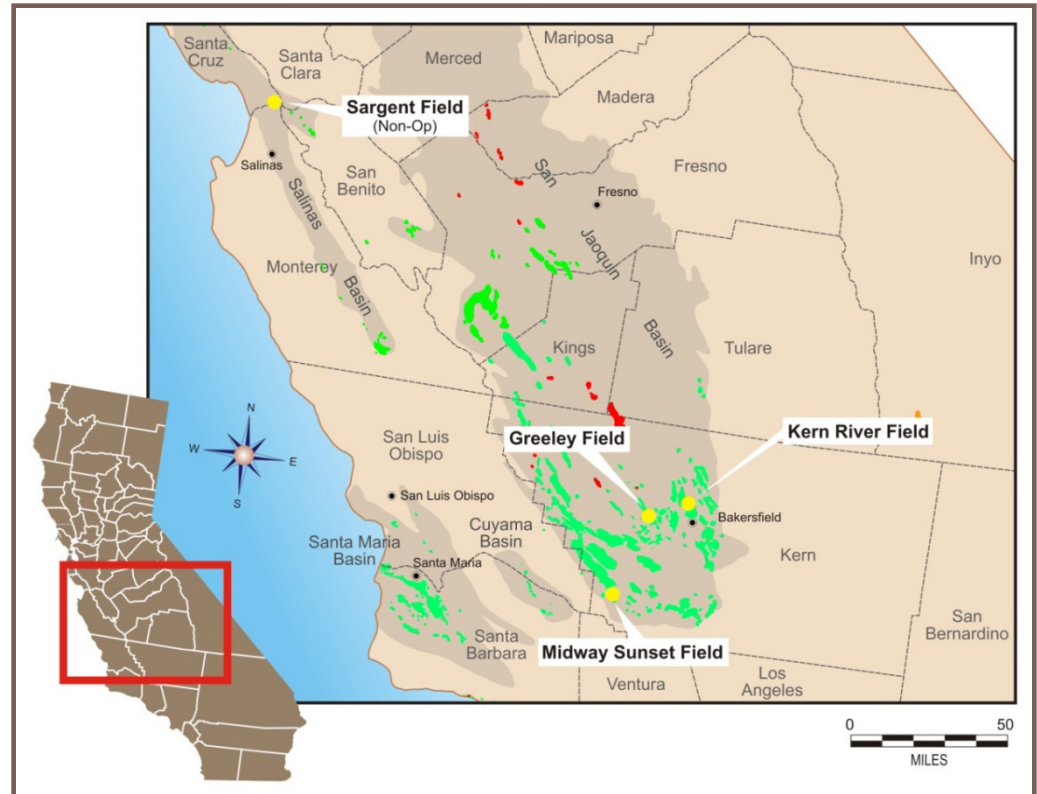 Santa
Cruz
Santa
Clara
Merced
Mariposa
Madera
Sargent Field
(Non-Op)
Salinas
San
Benito
San
Fresno
Fresno
Salinas
Jaoquin
Monterey
Basin
Inyo
Kings
Basin
Tulare
Greeley Field
Kern River Field
San Luis
Obispo
San Luis Obispo
Bakersfield
Santa Maria
Basin
Cuyama
Basin
Santa Maria
Kern
Santa
Barbara
Midway Sunset Field
San
Bernardino
Ventura
Los
Angeles
N
W
E
S
0
50
MILES